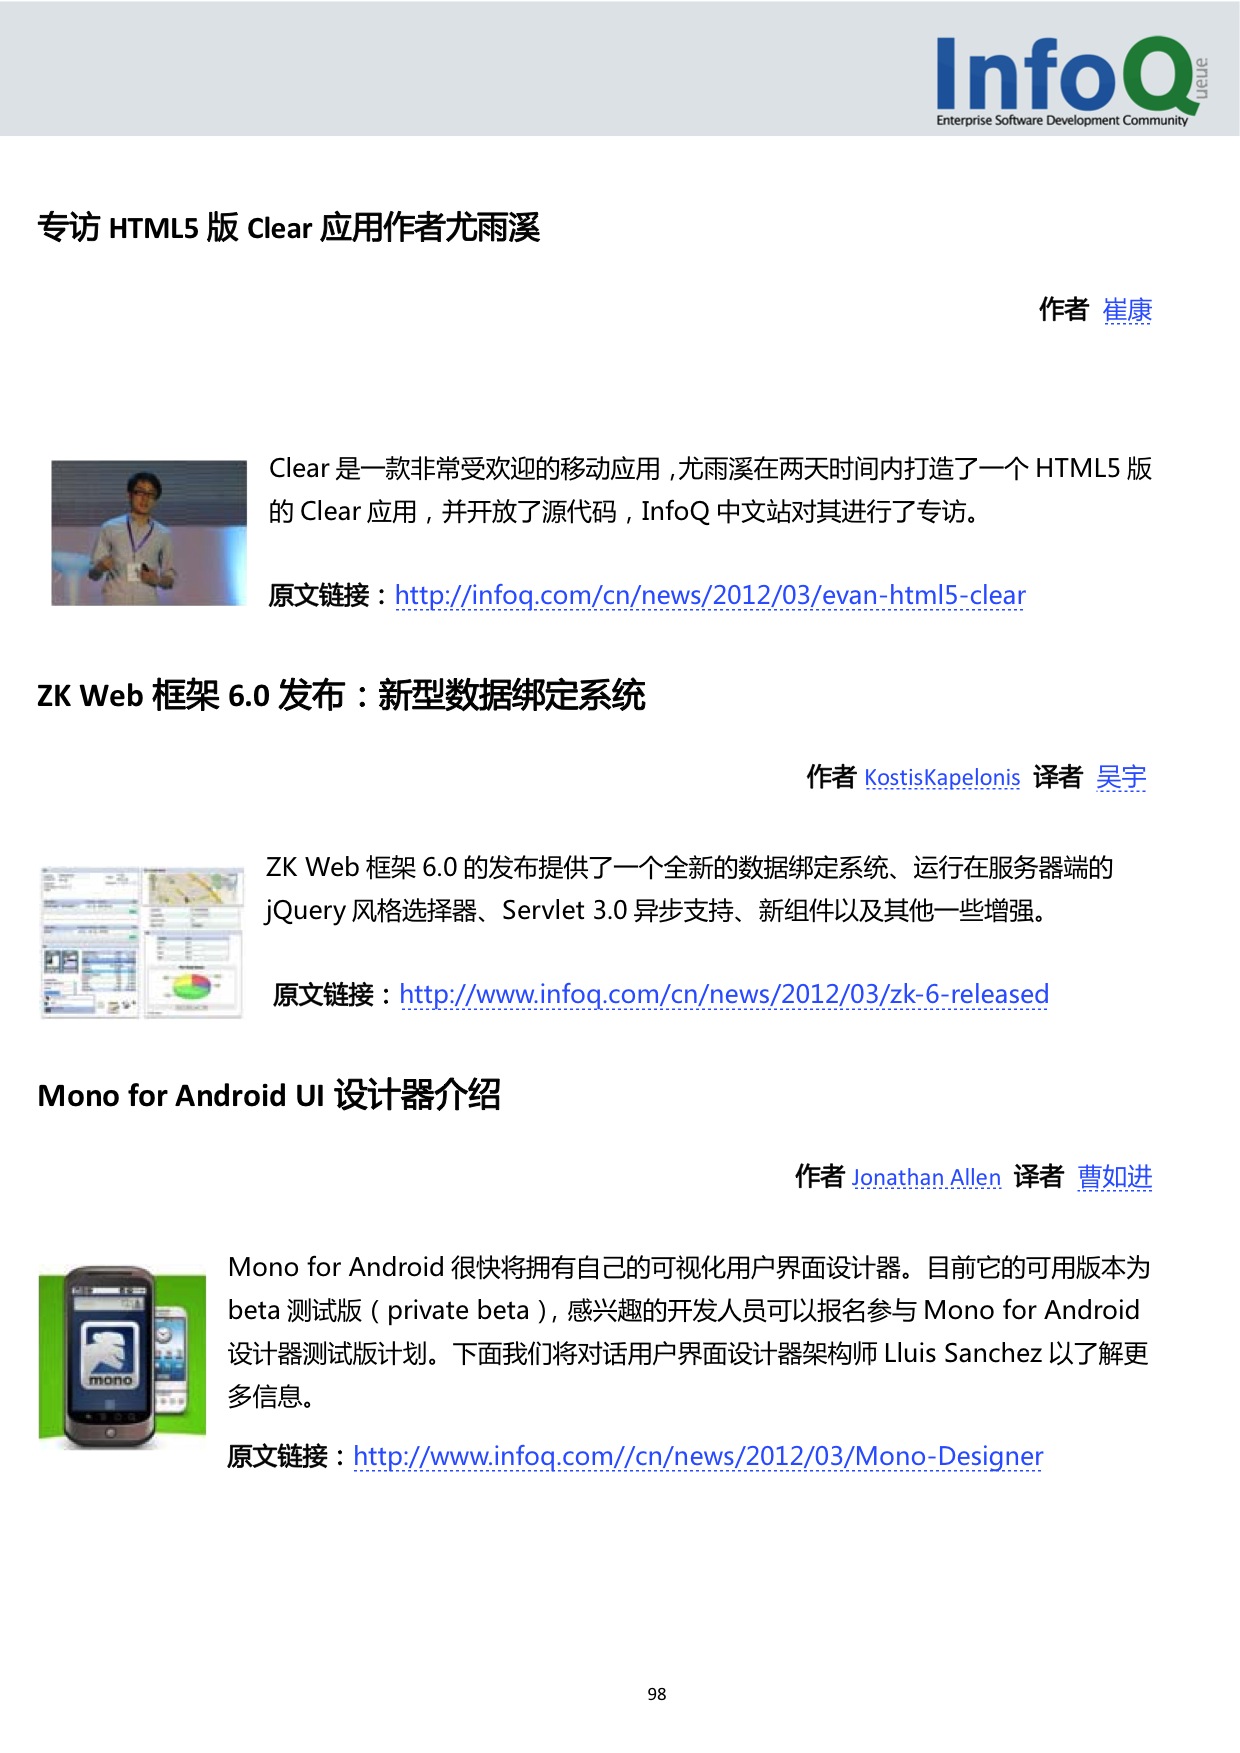 InfoQueue
Enterprise Software Development Community
专访 HTML5 版 Clear 应用作者尤雨溪
作者 崔康
Clear 是一款非常受欢迎的移动应用，尤雨溪在两天时间内打造了一个 HTML5 版
的 Clear 应用，并开放了源代码，InfoQ 中文站对其进行了专访。
原文链接：http://infoq.com/cn/news/2012/03/evan-html5-clear
ZK Web 框架 6.0 发布：新型数据绑定系统
作者 KostisKapelonis 译者 吴宇
ZK Web 框架 6.0 的发布提供了一个全新的数据绑定系统、运行在服务器端的
jQuery 风格选择器、Servlet 3.0 异步支持、新组件以及其他一些增强。
原文链接：http://www.infoq.com/cn/news/2012/03/zk-6-released
Mono for Android UI 设计器介绍
作者 Jonathan Allen 译者 曹如进
Mono for Android 很快将拥有自己的可视化用户界面设计器。目前它的可用版本为
beta 测试版（private beta），感兴趣的开发人员可以报名参与 Mono for Android
设计器测试版计划。下面我们将对话用户界面设计器架构师 Lluis Sanchez 以了解更
多信息。
mono
原文链接：http://www.infoq.com//cn/news/2012/03/Mono-Designer
98